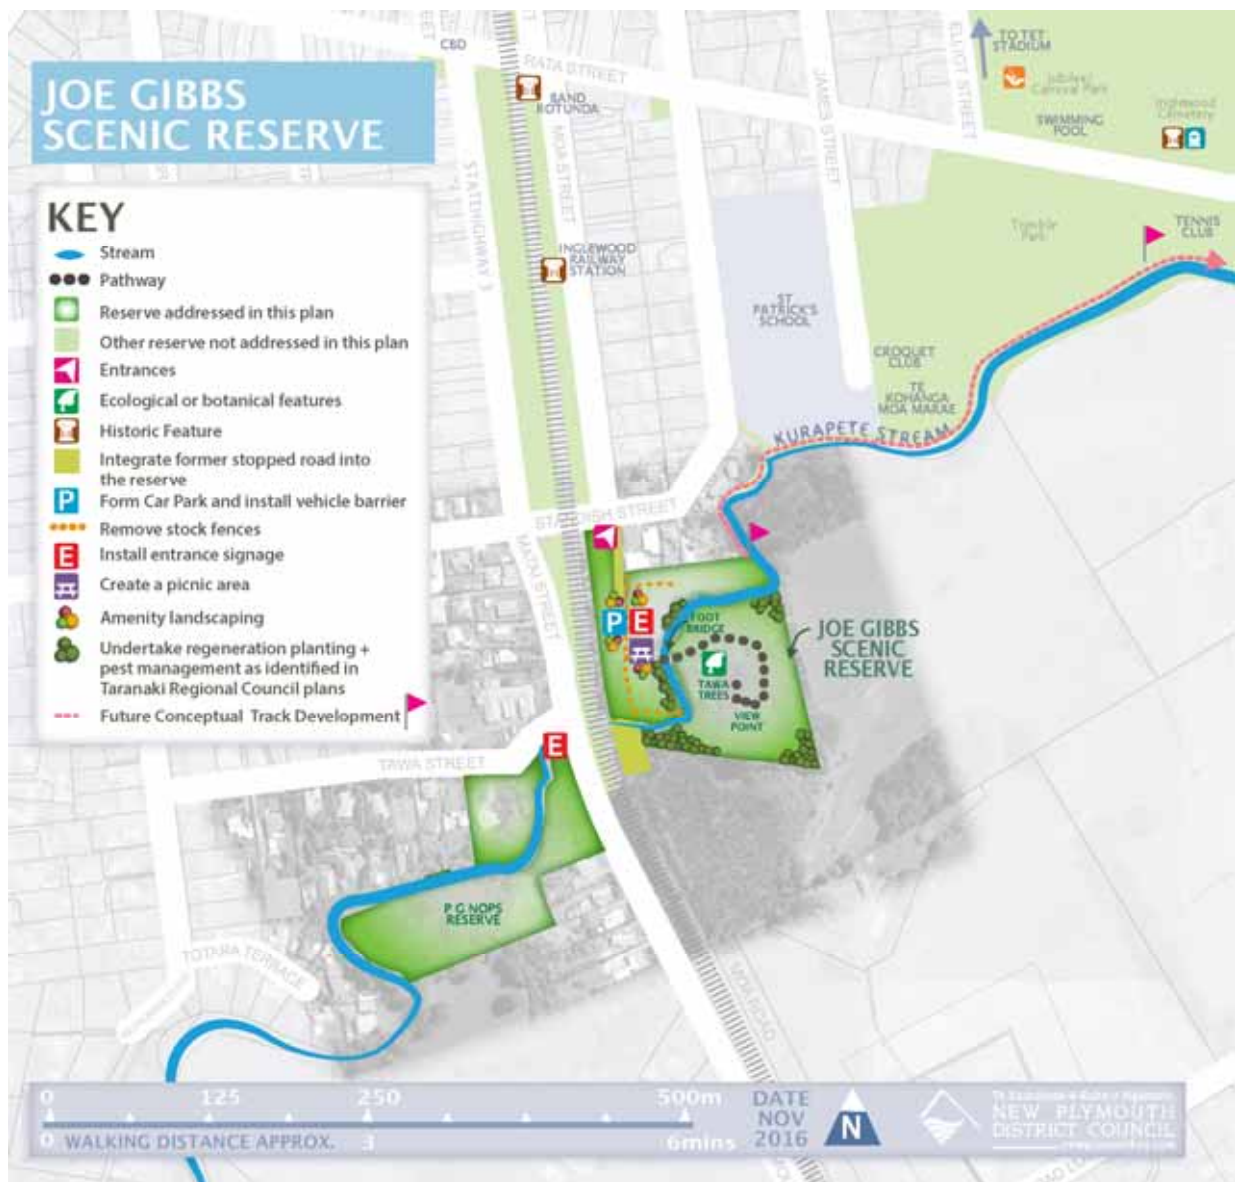 JOE GIBBS
SCENIC RESERVE
KEY
Stream
Pathway
Reserve addressed in this plan
Other reserve not addressed in this plan
Entrances
Ecological or botanical features
Historic Feature
Integrate former stopped road into
the reserve
P
Form Car Park and install vehicle barrier
Remove stock fences
E
Install entrance signage
Create a picnic area
Amenity landscaping
Undertake regeneration planting +
pest management as identified in
Taranaki Regional Council plans
Future Conceptual Track Development
CBD
RATA STREET
BAND
ROTUNDA
MOA STREET
STATE HIGHWAY 3
INGLEWOOD
RAILWAY
STATION
JAMES STREET
ELLIOT STREET
TO TET
STADIUM
Jubilee/
Carnival Park
SWIMMING
POOL
Inglewood
Cemetery
Trimble
Park
TENNIS
CLUB
ST
PATRICK'S
SCHOOL
CROQUET
CLUB
TE
KOHANGA
MOA MARAE
KURAPETE STREAM
STANDISH STREET
MATAI STREET
P
E
FOOT
BRIDGE
TAWA
TREES
VIEW
POINT
JOE GIBBS
SCENIC
RESERVE
E
TAWA STREET
P G NOPS
RESERVE
TOTARA TERRACE
MOA ROAD
0
125
250
500m
0
WALKING DISTANCE APPROX.
3
6mins
DATE
NOV
2016
N
NEW PLYMOUTH
DISTRICT COUNCIL